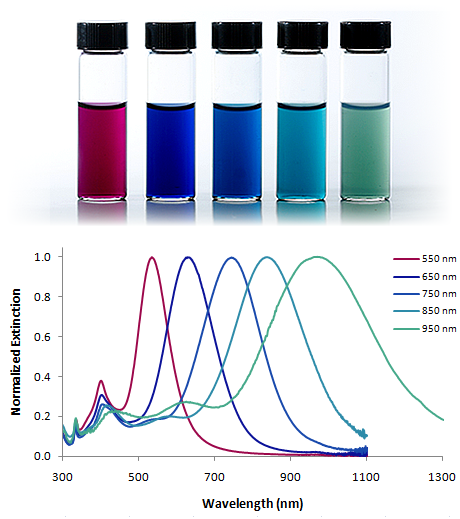 1.0
0.8
0.6
0.4
0.2
0.0
Normalized Extinction
550 nm
650 nm
750 nm
850 nm
950 nm
300
500
700
900
1100
1300
Wavelength (nm)